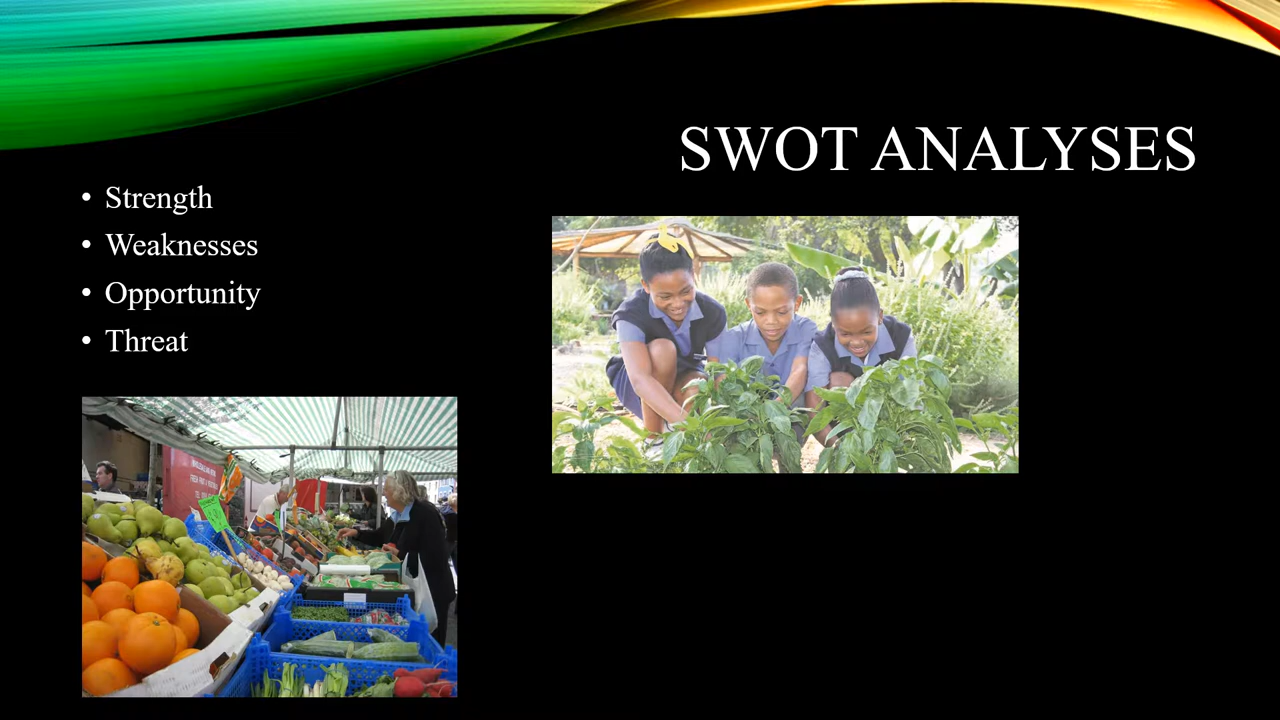 SWOT ANALYSES
• Strength
• Weaknesses
• Opportunity
• Threat